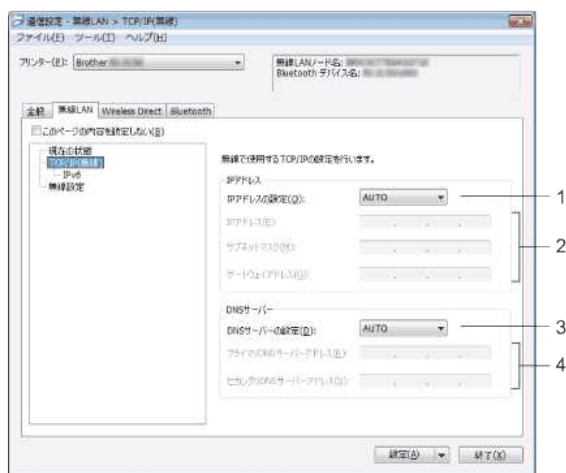 通信設定 - 無線LAN > TCP/IP(無線)
ファイル(F) ツール(T) ヘルプ(H)
プリンター(P): Brother
無線LANノード名:
Bluetooth デバイス名:
全般 無線LAN Wireless Direct Bluetooth
このページの内容を設定しない(B)
現在の状態
TCP/IP(無線)
IPv6
無線設定
無線で使用するTCP/IPの設定を行います。
IPアドレス
IPアドレスの設定(O): AUTO 1
IPアドレス(E):
サブネットマスク(M): 2
ゲートウェイアドレス(G):
DNSサーバー
DNSサーバーの設定(D): AUTO 3
プライマリDNSサーバーアドレス(E):
4
セカンダリDNSサーバーアドレス(S):
設定(A) 終了(X)